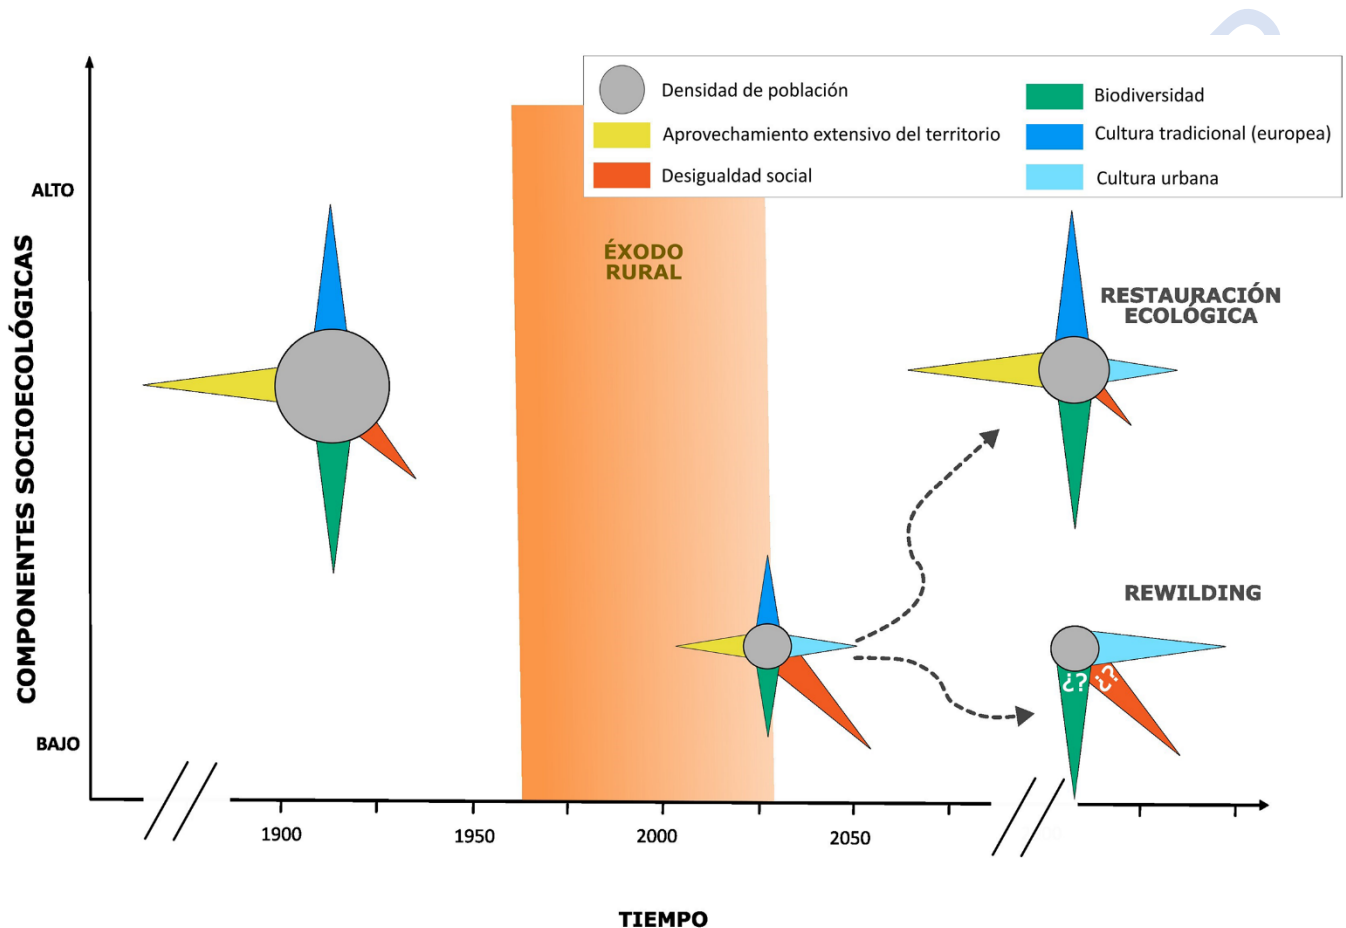 Densidad de población
Aprovechamiento extensivo del territorio
Desigualdad social
Biodiversidad
Cultura tradicional (europea)
Cultura urbana
COMPONENTES SOCIOECOLÓGICAS
ALTO
BAJO
ÉXODO
RURAL
RESTAURACIÓN
ECOLÓGICA
REWILDING
¿?
¿?
1900
1950
2000
2050
TIEMPO